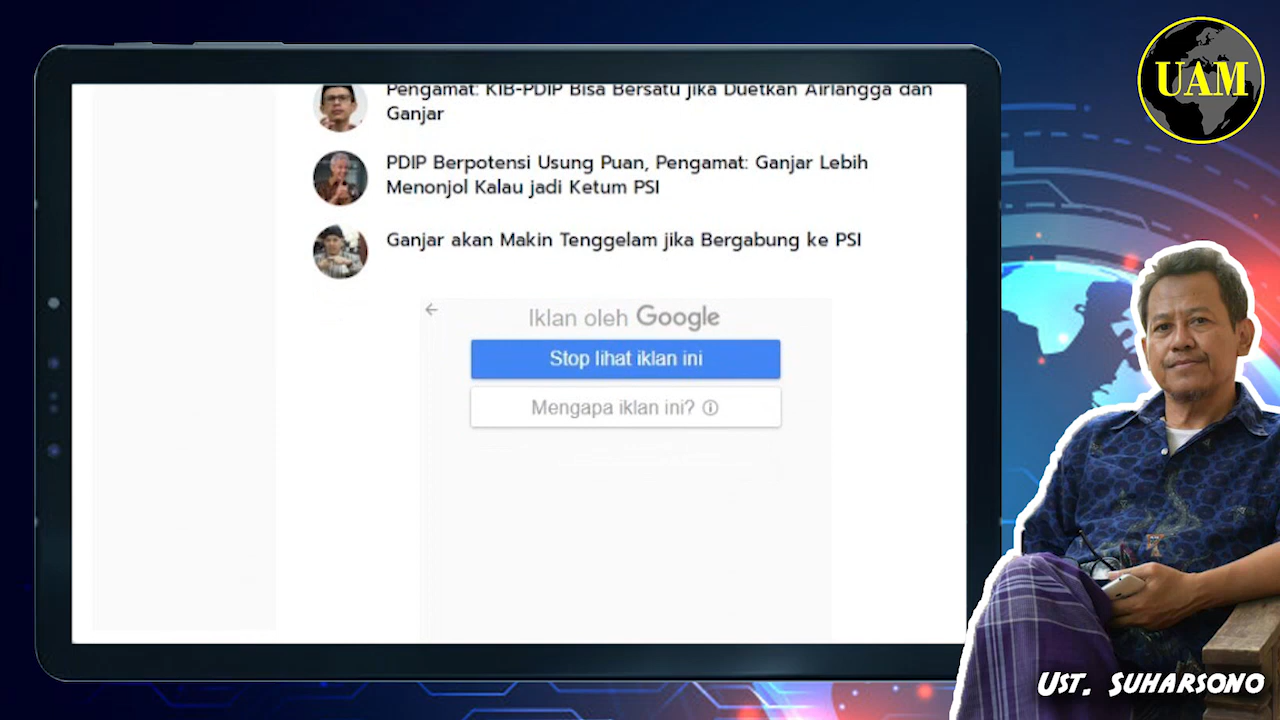 UAM
Pengamat: KIB-PDIP Bisa Bersatu jika Duetkan Airlangga dan
Ganjar
PDIP Berpotensi Usung Puan, Pengamat: Ganjar Lebih
Menonjol Kalau jadi Ketum PSI
Ganjar akan Makin Tenggelam jika Bergabung ke PSI
Iklan oleh Google
Stop lihat iklan ini
Mengapa iklan ini?
Ust. Suharsono